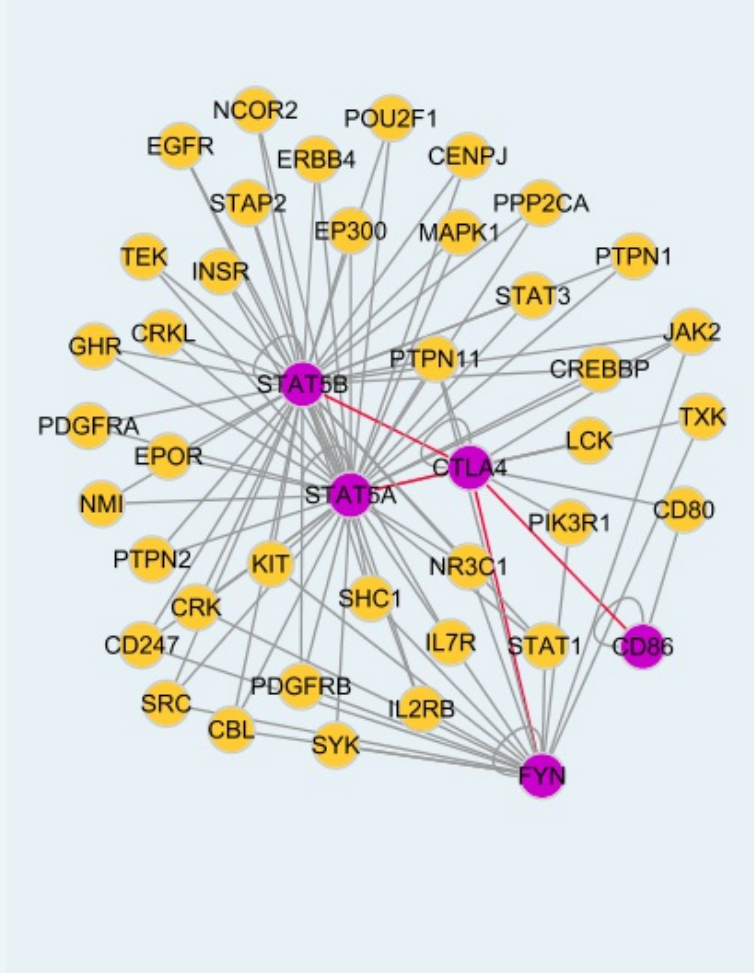 NCOR2
POU2F1
EGFR
ERBB4
CENPJ
STAP2
PPP2CA
EP300
MAPK1
TEK
INSR
PTPN1
STAT3
GHR
CRKL
JAK2
PTPN11
CREBBP
STAT5B
PDGFRA
TXK
LCK
EPOR
CTLA4
STAT5A
NMI
CD80
PIK3R1
PTPN2
KIT
NR3C1
SHC1
CRK
CD247
IL7R
STAT1
CD86
PDGFRB
SRC
IL2RB
CBL
SYK
FYN